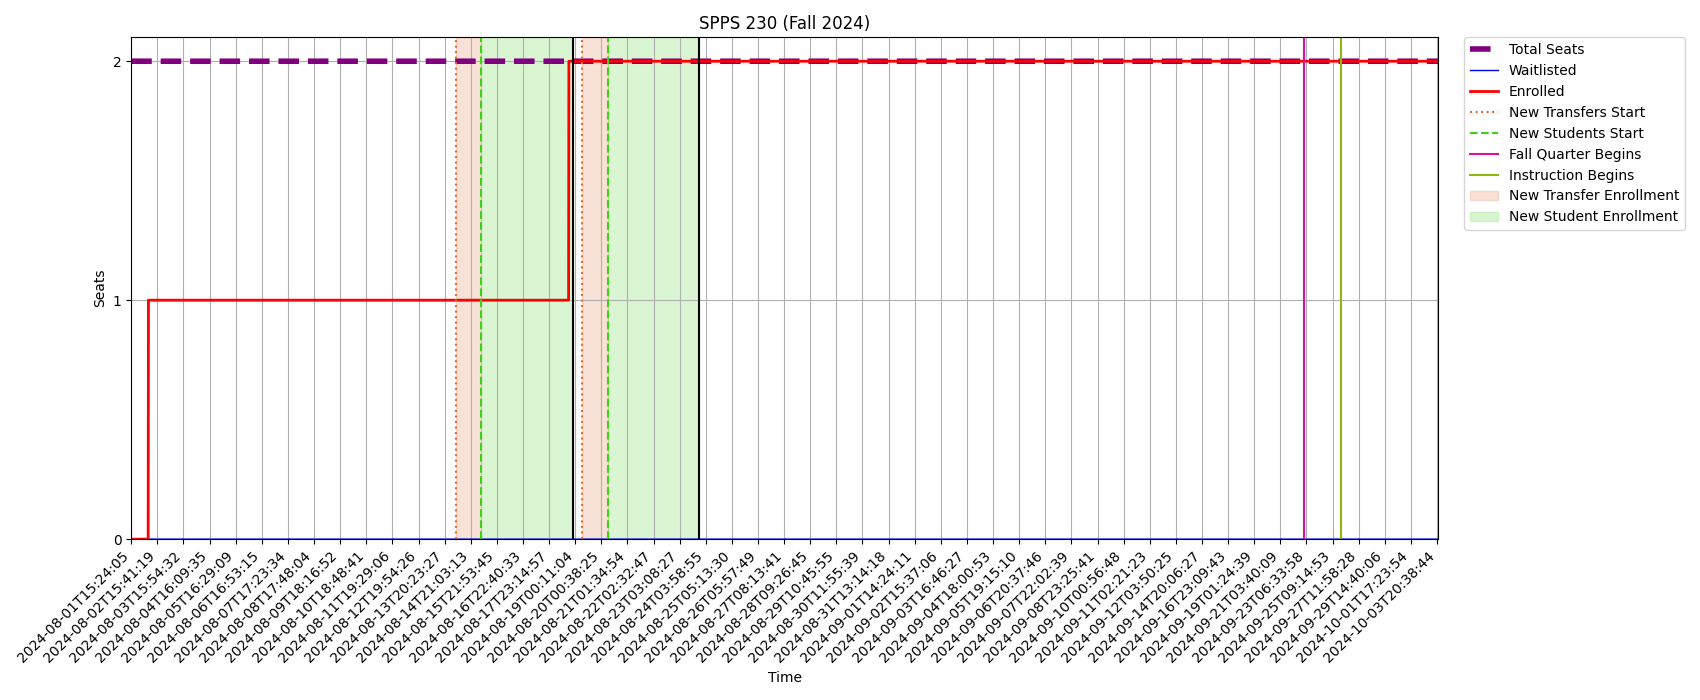 SPPS 230 (Fall 2024)
Total Seats
Waitlisted
Enrolled
New Transfers Start
New Students Start
Fall Quarter Begins
Instruction Begins
New Transfer Enrollment
New Student Enrollment
Seats
2
1
0
2024-08-01T15:24:05
2024-08-02T15:41:19
2024-08-03T15:54:32
2024-08-04T16:09:35
2024-08-05T16:29:09
2024-08-06T16:53:15
2024-08-07T17:23:34
2024-08-08T17:48:04
2024-08-09T18:16:52
2024-08-10T18:48:41
2024-08-11T19:29:06
2024-08-12T19:54:26
2024-08-13T20:23:27
2024-08-14T21:03:13
2024-08-15T21:53:45
2024-08-16T22:40:33
2024-08-17T23:14:57
2024-08-19T00:11:04
2024-08-20T00:38:25
2024-08-21T01:34:54
2024-08-22T02:32:47
2024-08-23T03:08:27
2024-08-24T03:58:55
2024-08-25T05:13:30
2024-08-26T05:57:49
2024-08-27T08:13:41
2024-08-28T09:26:45
2024-08-29T10:45:55
2024-08-30T11:55:39
2024-08-31T13:14:18
2024-09-01T14:24:11
2024-09-02T15:37:06
2024-09-03T16:46:27
2024-09-04T18:00:53
2024-09-05T19:15:10
2024-09-06T20:37:46
2024-09-07T22:02:39
2024-09-08T23:25:41
2024-09-10T00:56:48
2024-09-11T02:21:23
2024-09-12T03:50:25
2024-09-14T20:06:27
2024-09-16T23:09:43
2024-09-19T01:24:39
2024-09-21T03:40:09
2024-09-23T06:33:58
2024-09-25T09:14:53
2024-09-27T11:58:28
2024-09-29T14:40:06
2024-10-01T17:23:54
2024-10-03T20:38:44
Time